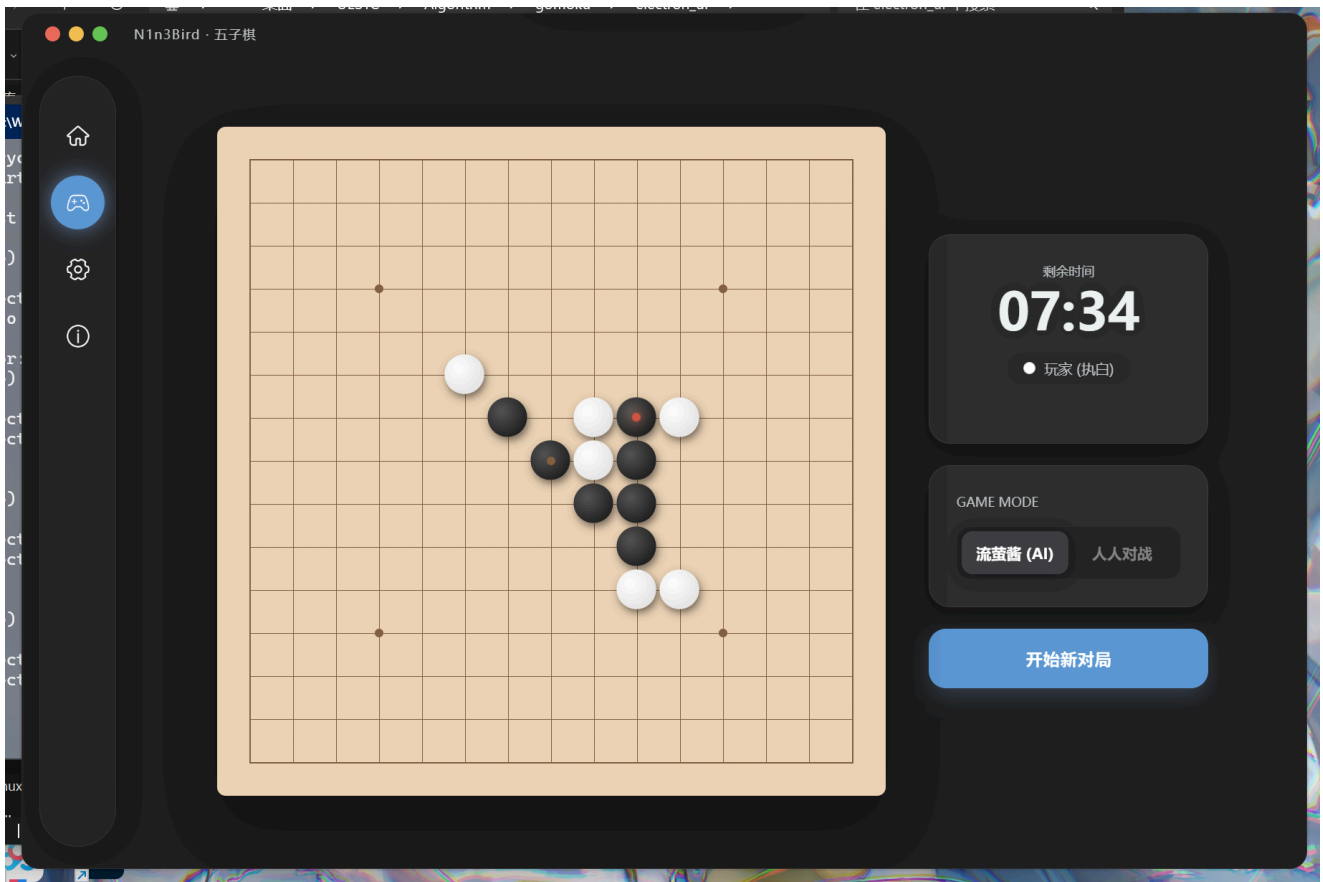 N1n3Bird · 五子棋
剩余时间
07:34
玩家 (执白)
GAME MODE
流萤酱 (AI)
人人对战
开始新对局